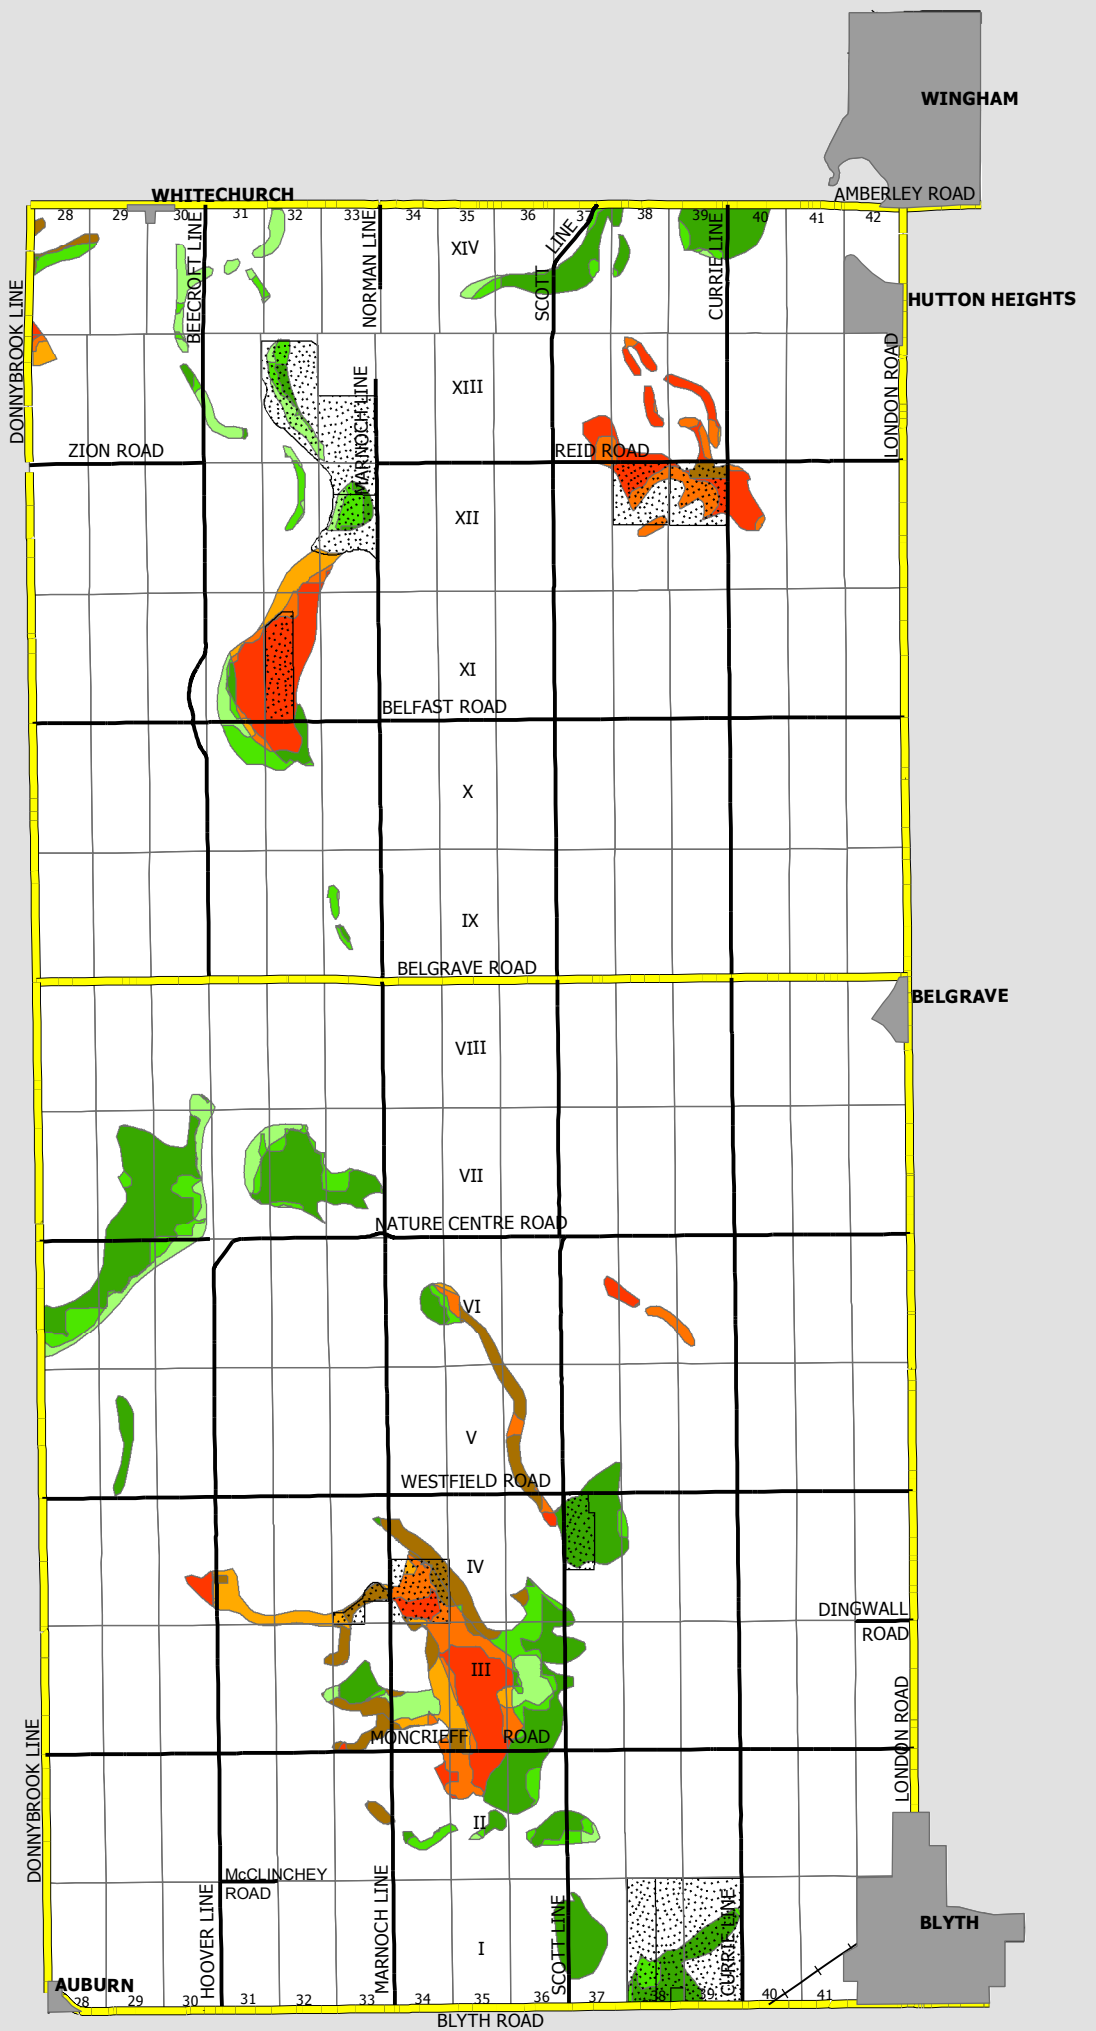 WINGHAM
WHITECHURCH
AMBERLEY ROAD
28 29 30 31 32 33 34 35 36 37 38 39 40 41 42
BEECROFT LINE
NORMAN LINE
XIV
SCOTT LINE
CURRIE LINE
DONNYBROOK LINE
HUTTON HEIGHTS
LONDON ROAD
MARNOCH LINE
XIII
ZION ROAD
REID ROAD
XII
XI
BELFAST ROAD
X
IX
BELGRAVE ROAD
BELGRAVE
VIII
VII
NATURE CENTRE ROAD
VI
V
WESTFIELD ROAD
IV
DINGWALL
ROAD
III
MONCRIEFF ROAD
LONDON ROAD
DONNYBROOK LINE
II
McCLINCHEY
ROAD
HOOVER LINE
MARNOCH LINE
SCOTT LINE
CURRIE LINE
BLYTH
I
AUBURN
28 29 30 31 32 33 34 35 36 37 38 39 40 41
BLYTH ROAD